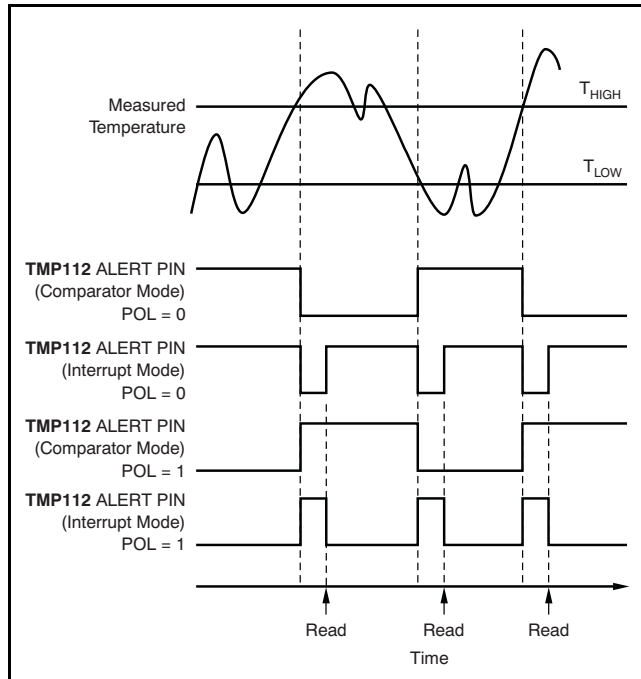 Measured
Temperature
THIGH
TLOW
TMP112 ALERT PIN
(Comparator Mode)
POL = 0
TMP112 ALERT PIN
(Interrupt Mode)
POL = 0
TMP112 ALERT PIN
(Comparator Mode)
POL = 1
TMP112 ALERT PIN
(Interrupt Mode)
POL = 1
Read Read Read
Time